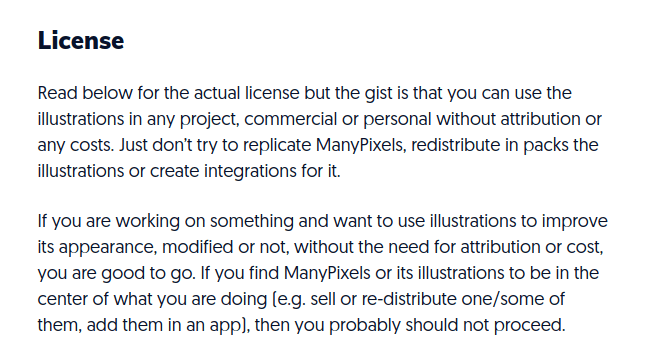 License
Read below for the actual license but the gist is that you can use the
illustrations in any project, commercial or personal without attribution or
any costs. Just don't try to replicate ManyPixels, redistribute in packs the
illustrations or create integrations for it.
If you are working on something and want to use illustrations to improve
its appearance, modified or not, without the need for attribution or cost,
you are good to go. If you find ManyPixels or its illustrations to be in the
center of what you are doing (e.g. sell or re-distribute one/some of
them, add them in an app), then you probably should not proceed.